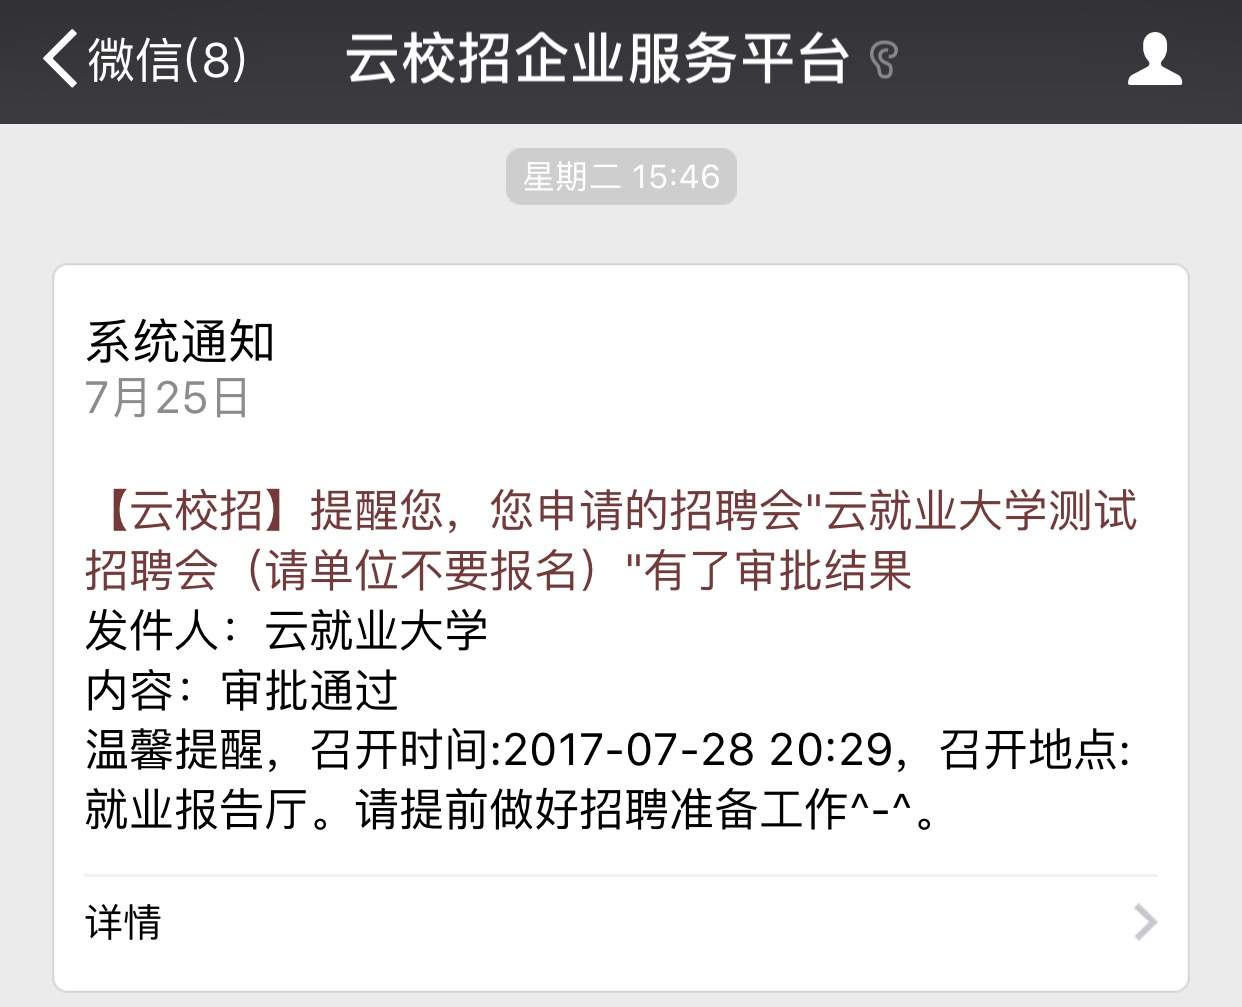 微信(8)
云校招企业服务平台
星期二 15:46
系统通知
7月25日
【云校招】提醒您，您申请的招聘会"云就业大学测试
招聘会（请单位不要报名）"有了审批结果
发件人：云就业大学
内容：审批通过
温馨提醒，召开时间:2017-07-28 20:29，召开地点:
就业报告厅。请提前做好招聘准备工作^-^。
详情